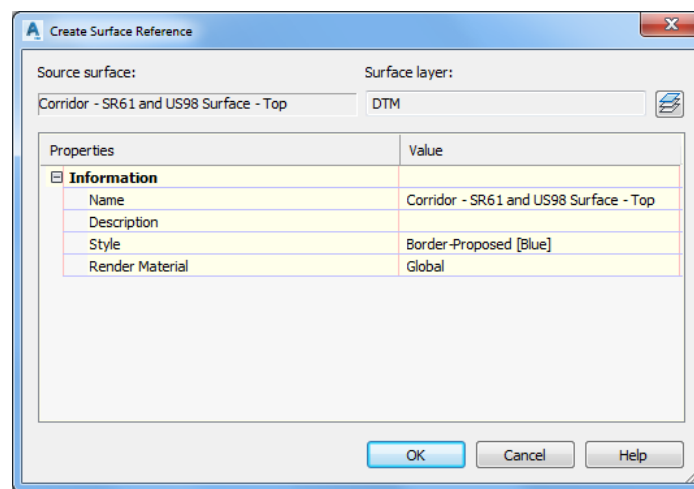 Create Surface Reference
Source surface: Surface layer:
Corridor - SR61 and US98 Surface - Top DTM
Properties Value
Information
Name Corridor - SR61 and US98 Surface - Top
Description
Style Border-Proposed [Blue]
Render Material Global
OK Cancel Help